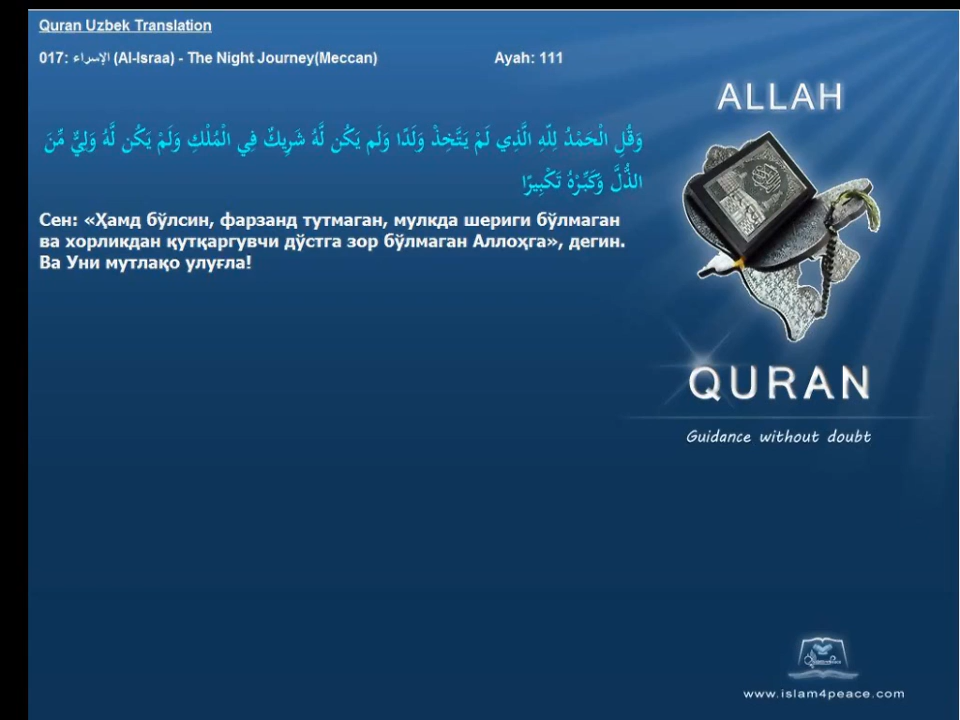 Quran Uzbek Translation
017: الإسراء (Al-Israa) - The Night Journey(Meccan) Ayah: 111
ALLAH
وَقُلِ الْحَمْدُ لِلّهِ الَّذِي لَمْ يَتَّخِذْ وَلَدًا وَلَم يَكُن لَّهُ شَرِيكٌ فِي الْمُلْكِ وَلَمْ يَكُن لَّهُ وَلِيٌّ مِّنَ
الذُّلَّ وَكَبِّرْهُ تَكْبِيرًا
Сен: «Ҳамд бўлсин, фарзанд тутмаган, мулкда шериги бўлмаган
ва хорликдан қутқаргувчи дўстга зор бўлмаган Аллоҳга», дегин.
Ва Уни мутлақо улуғла!
QURAN
Guidance without doubt
www.islam4peace.com